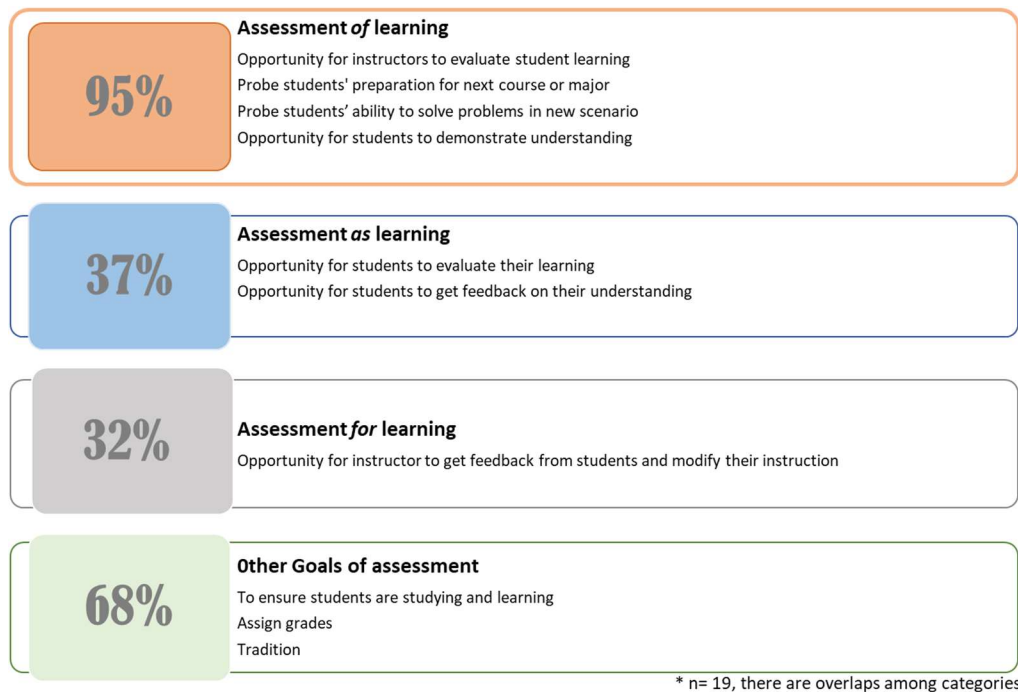 Assessment of learning
95%
Opportunity for instructors to evaluate student learning
Probe students' preparation for next course or major
Probe students’ ability to solve problems in new scenario
Opportunity for students to demonstrate understanding
Assessment as learning
37%
Opportunity for students to evaluate their learning
Opportunity for students to get feedback on their understanding
32%
Assessment for learning
Opportunity for instructor to get feedback from students and modify their instruction
68%
0ther Goals of assessment
To ensure students are studying and learning
Assign grades
Tradition
* n= 19, there are overlaps among categories